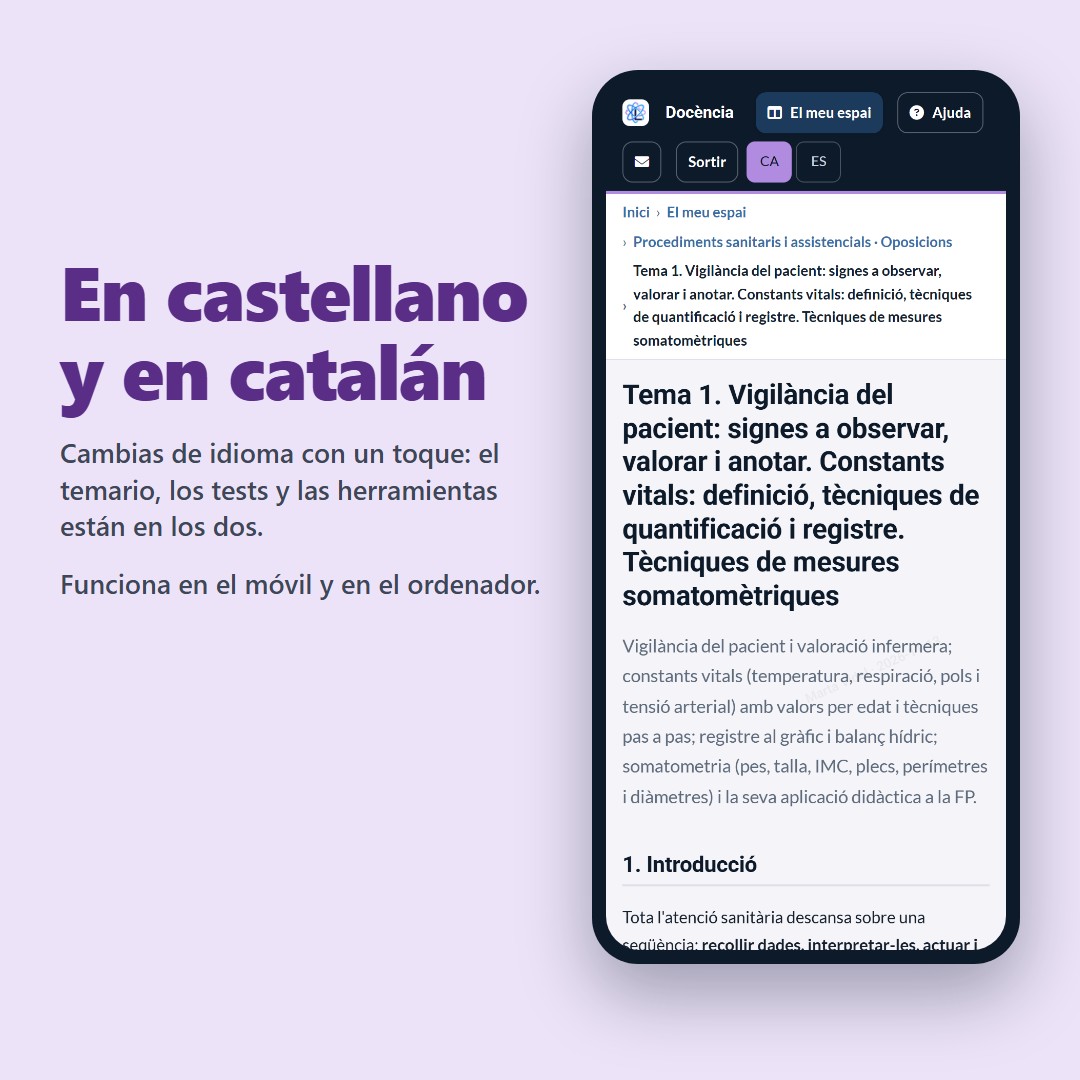 En castellano
y en catalán
Cambias de idioma con un toque: el
temario, los tests y las herramientas
están en los dos.
Funciona en el móvil y en el ordenador.
Docència
El meu espai
Ajuda
Sortir
CA
ES
Inici › El meu espai
› Procediments sanitaris i assistencials · Oposicions
Tema 1. Vigilància del pacient: signes a observar,
valorar i anotar. Constants vitals: definició, tècniques
› de quantificació i registre. Tècniques de mesures
somatomètriques
Tema 1. Vigilància del
pacient: signes a observar,
valorar i anotar. Constants
vitals: definició, tècniques de
quantificació i registre.
Tècniques de mesures
somatomètriques
Vigilància del pacient i valoració infermera;
constants vitals (temperatura, respiració, pols i
tensió arterial) amb valors per edat i tècniques
pas a pas; registre al gràfic i balanç hídric;
somatometria (pes, talla, IMC, plecs, perímetres
i diàmetres) i la seva aplicació didàctica a la FP.
1. Introducció
Tota l'atenció sanitària descansa sobre una
seqüència: recollir dades, interpretar-les, actuar i